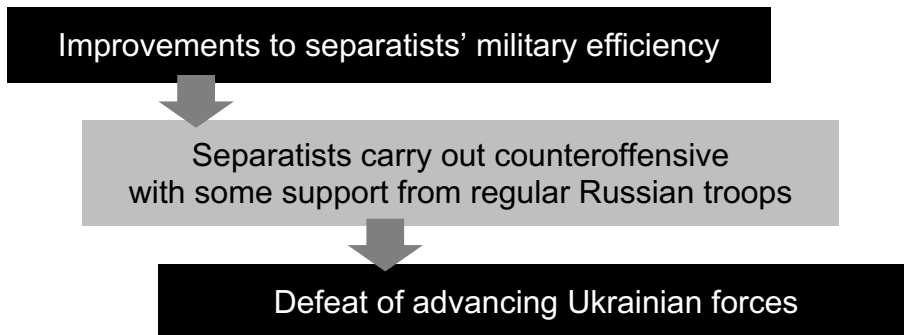 Improvements to separatists’ military efficiency
Separatists carry out counteroffensive
with some support from regular Russian troops
Defeat of advancing Ukrainian forces